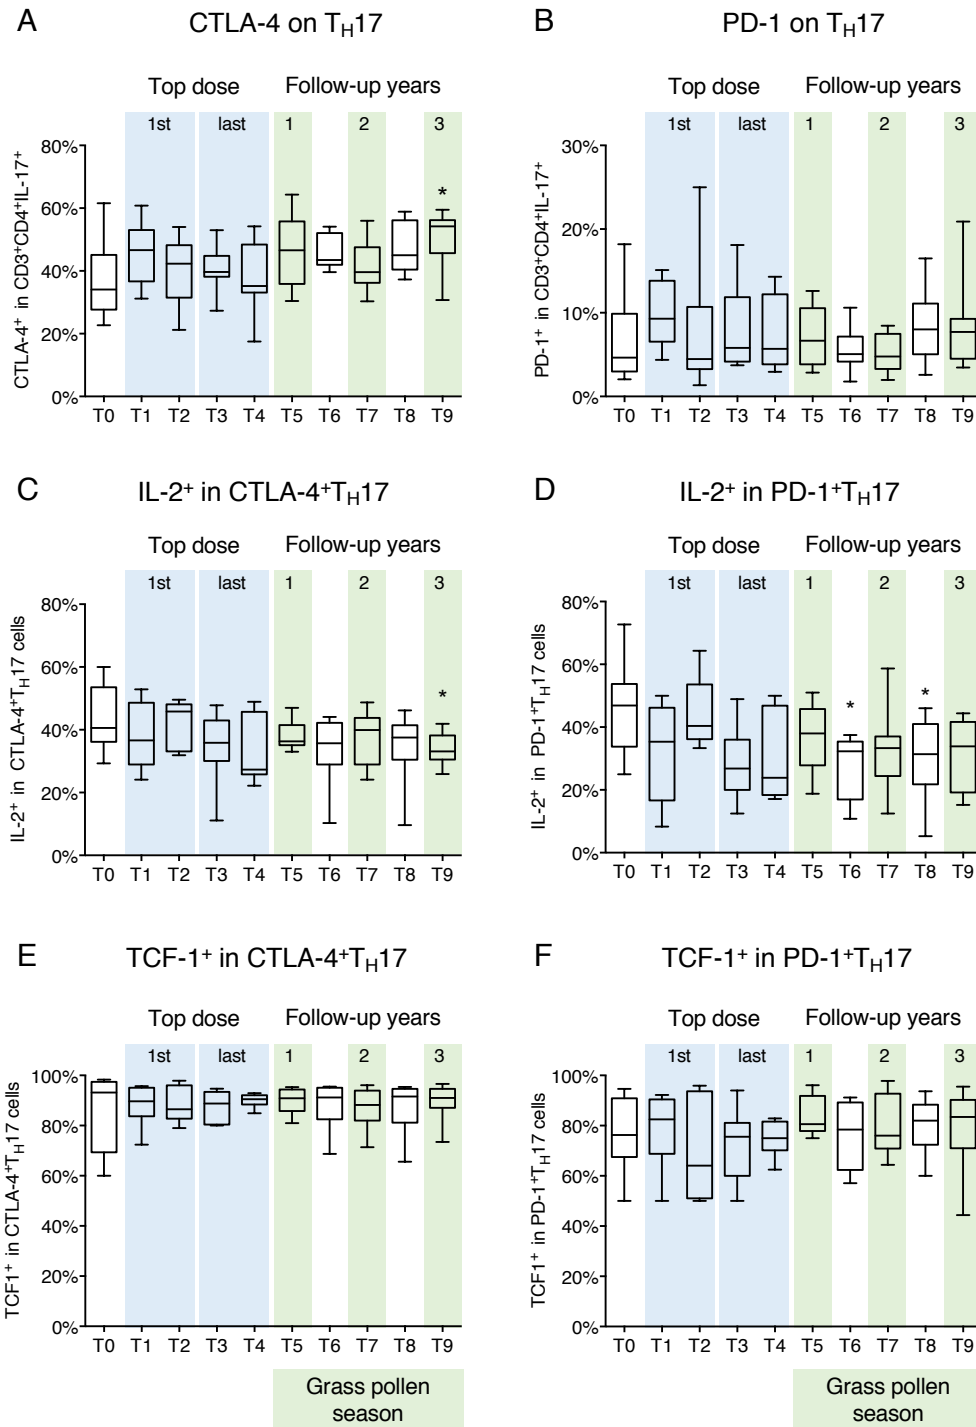 A CTLA-4 on TH17
Top dose Follow-up years
1st last 1 2 3
CTLA-4+ in CD3+CD4+IL-17+
80%
60%
40%
20%
0%
*
T0 T1 T2 T3 T4 T5 T6 T7 T8 T9
B PD-1 on TH17
Top dose Follow-up years
1st last 1 2 3
PD-1+ in CD3+CD4+IL-17+
30%
20%
10%
0%
T0 T1 T2 T3 T4 T5 T6 T7 T8 T9
C IL-2+ in CTLA-4+TH17
Top dose Follow-up years
1st last 1 2 3
IL-2+ in CTLA-4+TH17 cells
80%
60%
40%
20%
0%
*
T0 T1 T2 T3 T4 T5 T6 T7 T8 T9
D IL-2+ in PD-1+TH17
Top dose Follow-up years
1st last 1 2 3
IL-2+ in PD-1+TH17 cells
80%
60%
40%
20%
0%
* *
T0 T1 T2 T3 T4 T5 T6 T7 T8 T9
E TCF-1+ in CTLA-4+TH17
Top dose Follow-up years
1st last 1 2 3
TCF1+ in CTLA-4+TH17 cells
100%
80%
60%
40%
20%
0%
T0 T1 T2 T3 T4 T5 T6 T7 T8 T9
Grass pollen
season
F TCF-1+ in PD-1+TH17
Top dose Follow-up years
1st last 1 2 3
TCF1+ in PD-1+TH17 cells
100%
80%
60%
40%
20%
0%
T0 T1 T2 T3 T4 T5 T6 T7 T8 T9
Grass pollen
season